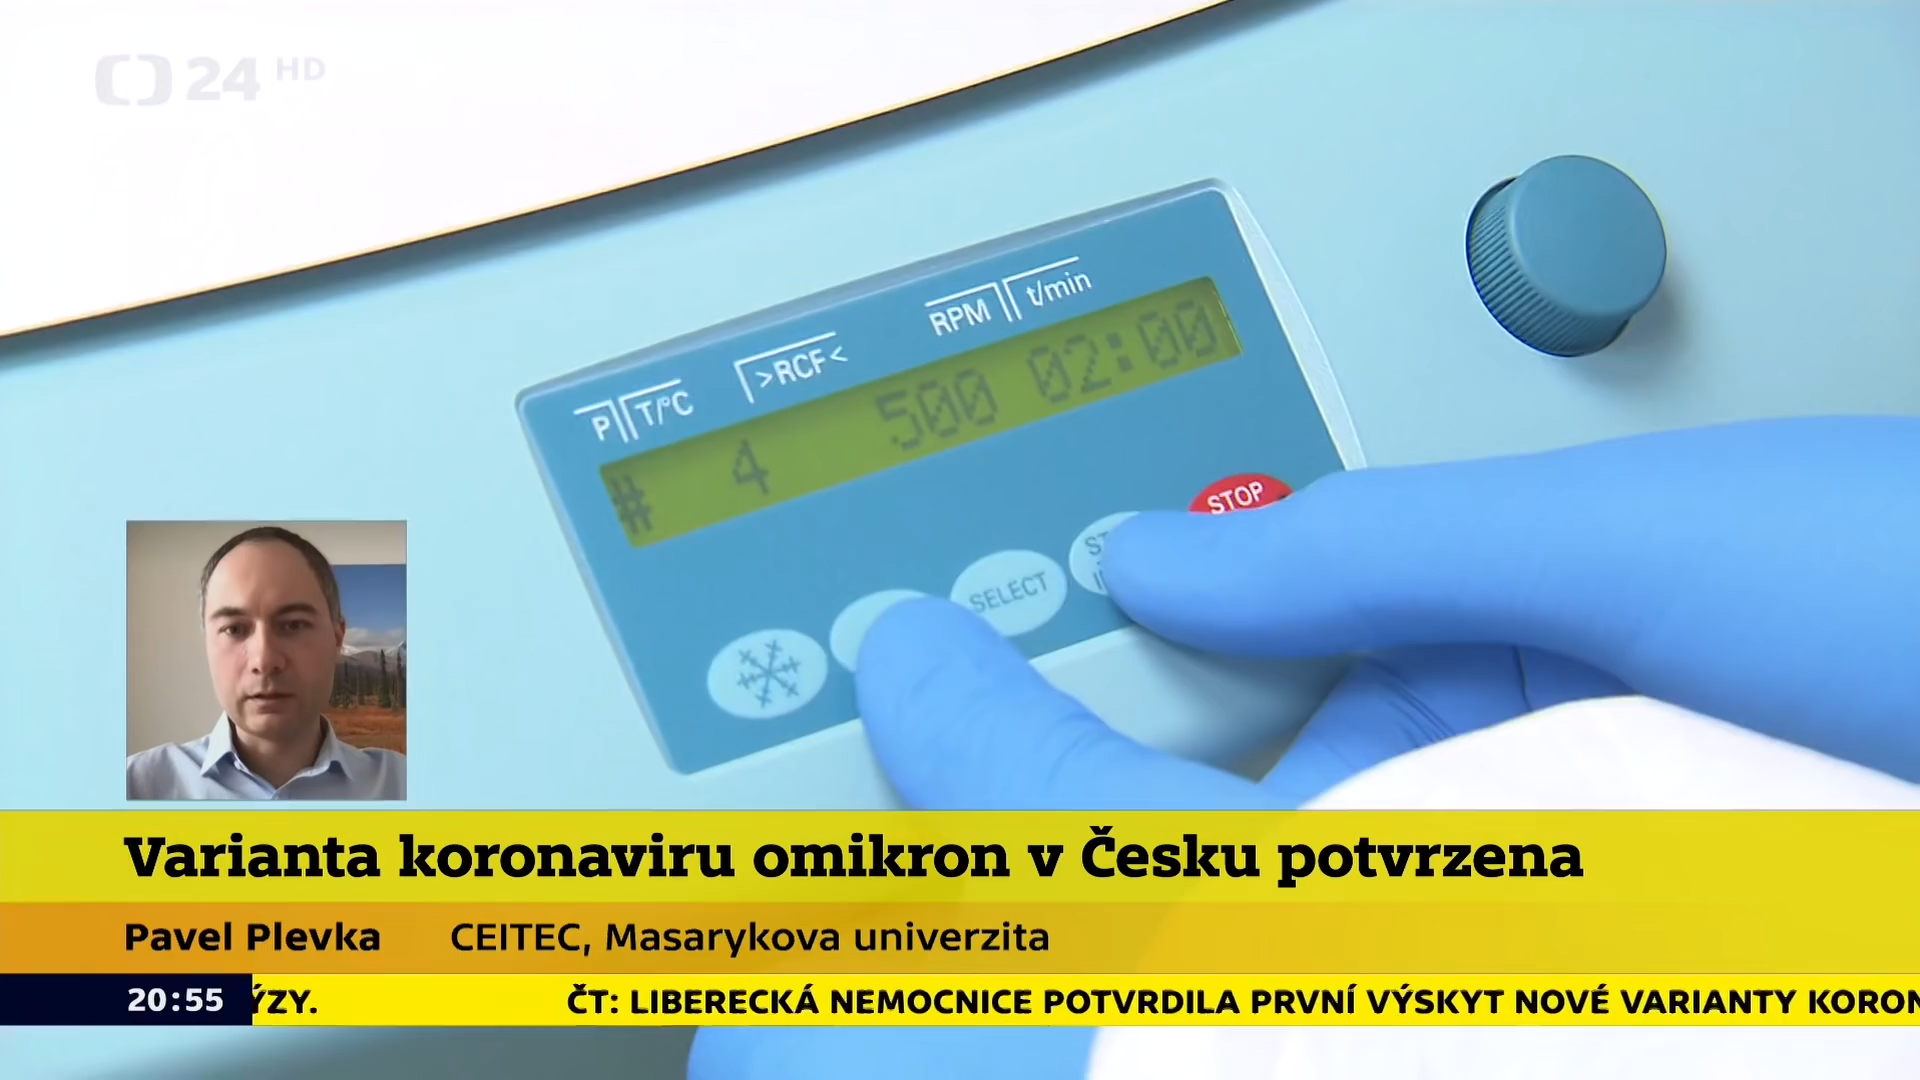 24 HD
P T/°C >RCF< RPM t/min
# 4 500 02:00
STOP
SELECT
Varianta koronaviru omikron v Česku potvrzena
Pavel Plevka CEITEC, Masarykova univerzita
20:55 ÝZY. ČT: LIBERECKÁ NEMOCNICE POTVRDILA PRVNÍ VÝSKYT NOVÉ VARIANTY KORON